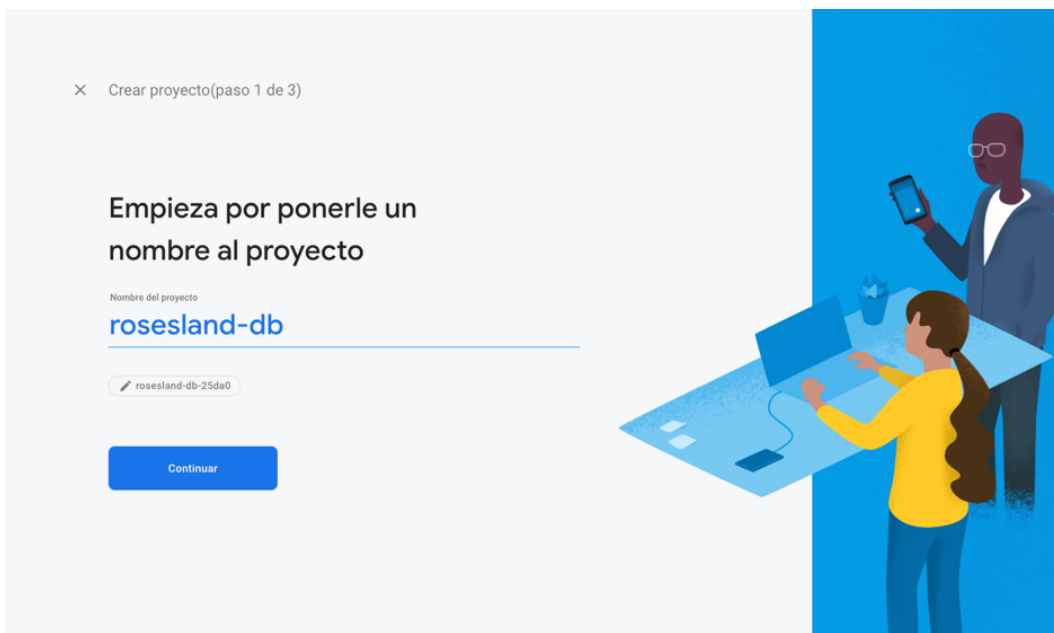 Crear proyecto(paso 1 de 3)
Empieza por ponerle un
nombre al proyecto
Nombre del proyecto
rosesland-db
rosesland-db-25da0
Continuar